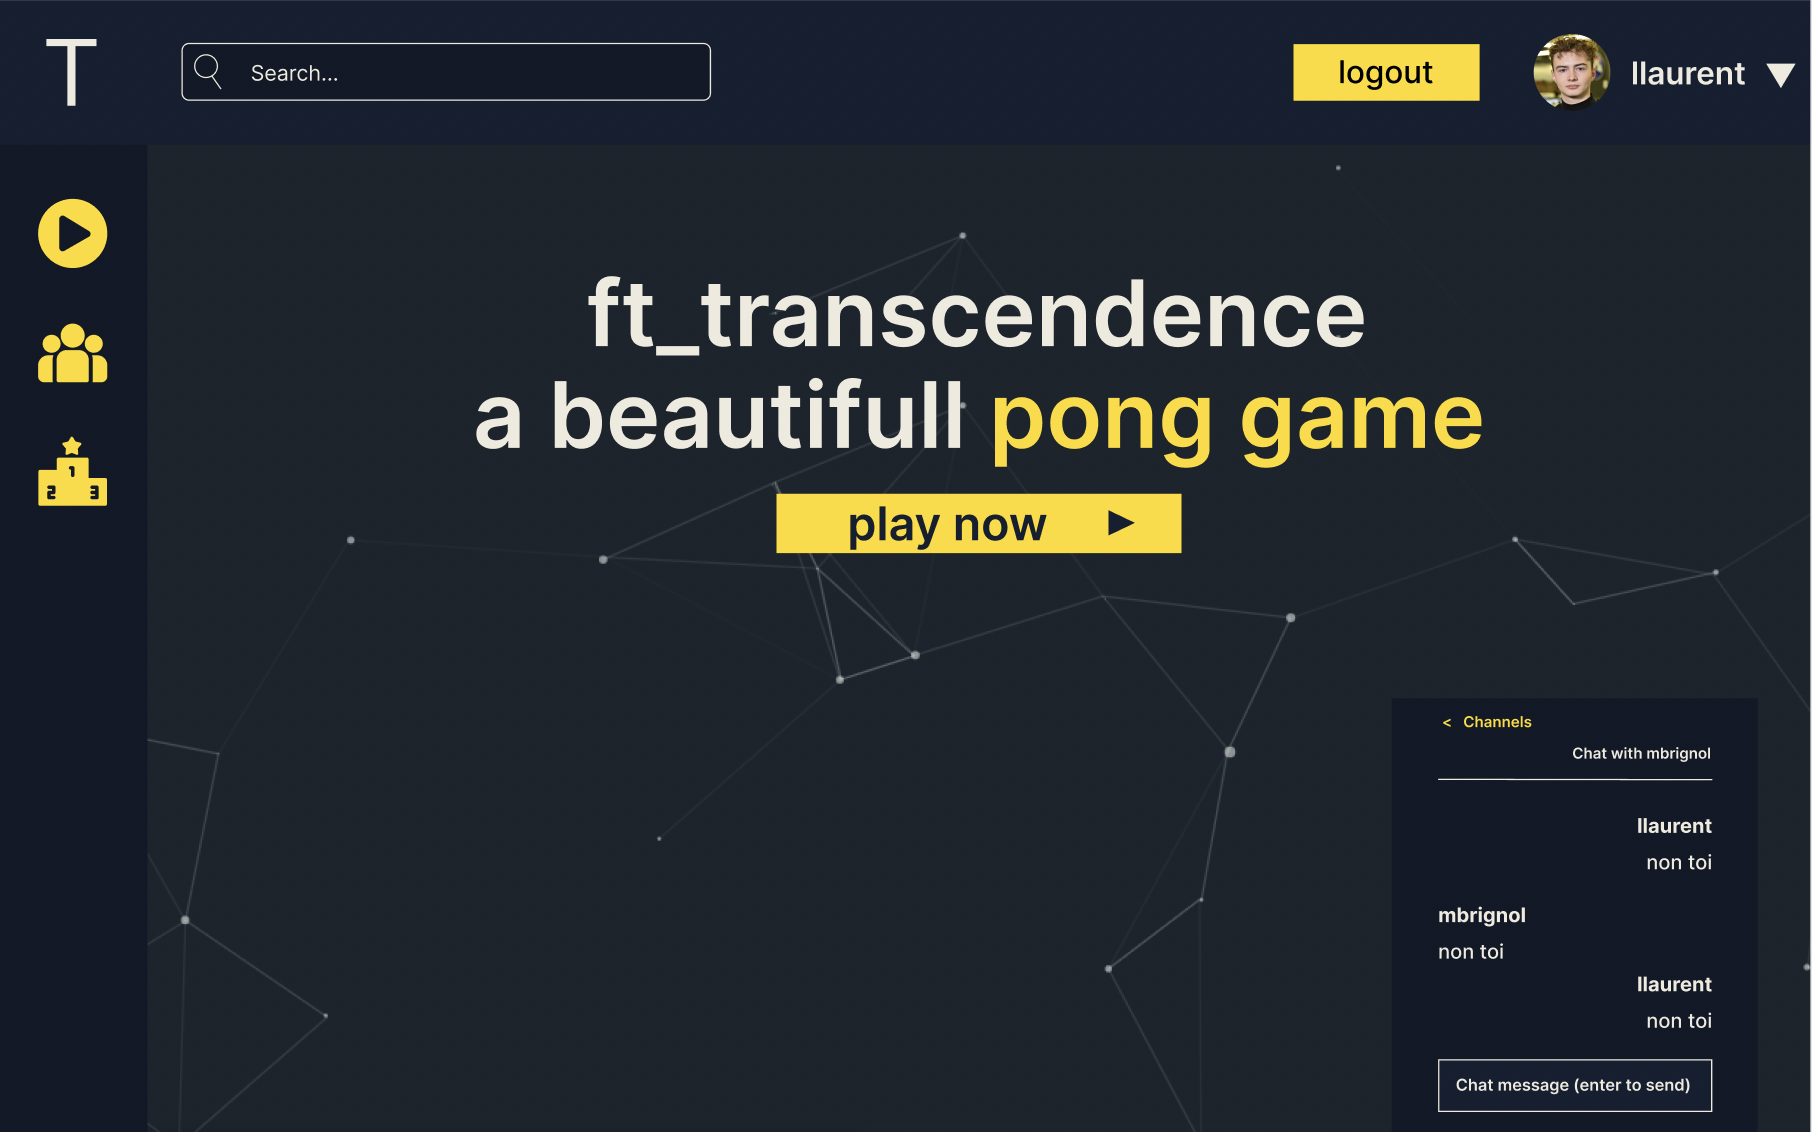 T
Search...
logout
llaurent
ft_transcendence
a beautifull pong game
play now
1
2 3
< Channels
Chat with mbrignol
llaurent
non toi
mbrignol
non toi
llaurent
non toi
Chat message (enter to send)